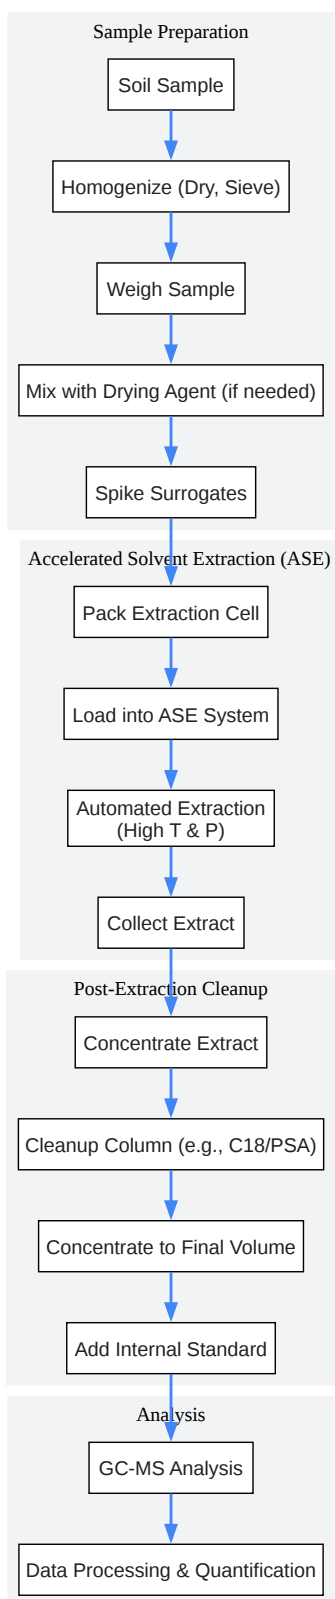 Sample Preparation
Soil Sample
Homogenize (Dry, Sieve)
Weigh Sample
Mix with Drying Agent (if needed)
Spike Surrogates
Accelerated Solvent Extraction (ASE)
Pack Extraction Cell
Load into ASE System
Automated Extraction
(High T & P)
Collect Extract
Post-Extraction Cleanup
Concentrate Extract
Cleanup Column (e.g., C18/PSA)
Concentrate to Final Volume
Add Internal Standard
Analysis
GC-MS Analysis
Data Processing & Quantification